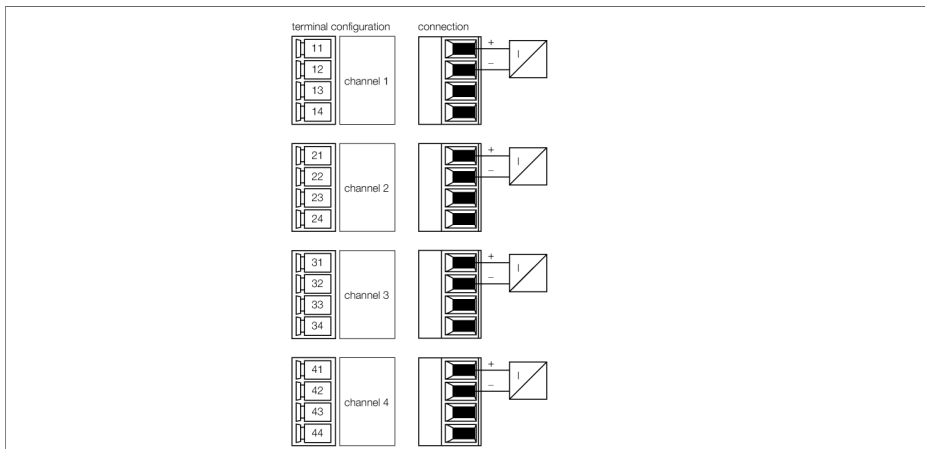 terminal configuration
connection
11
12
13
14
channel 1
+
–
I
21
22
23
24
channel 2
+
–
I
31
32
33
34
channel 3
+
–
I
41
42
43
44
channel 4
+
–
I